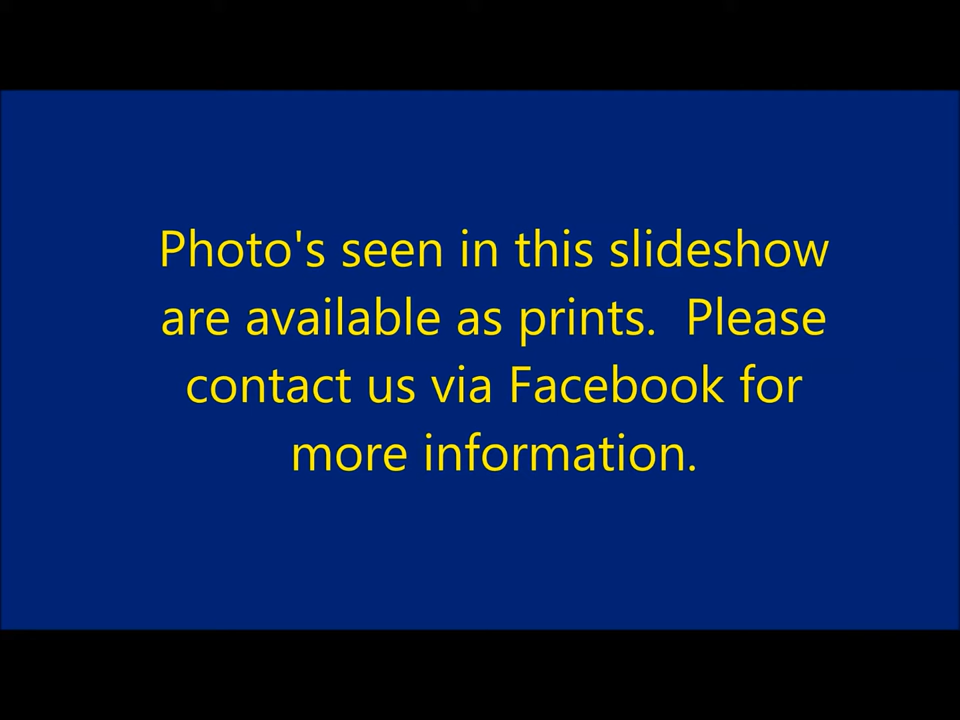 Photo's seen in this slideshow
are available as prints.  Please
contact us via Facebook for
more information.